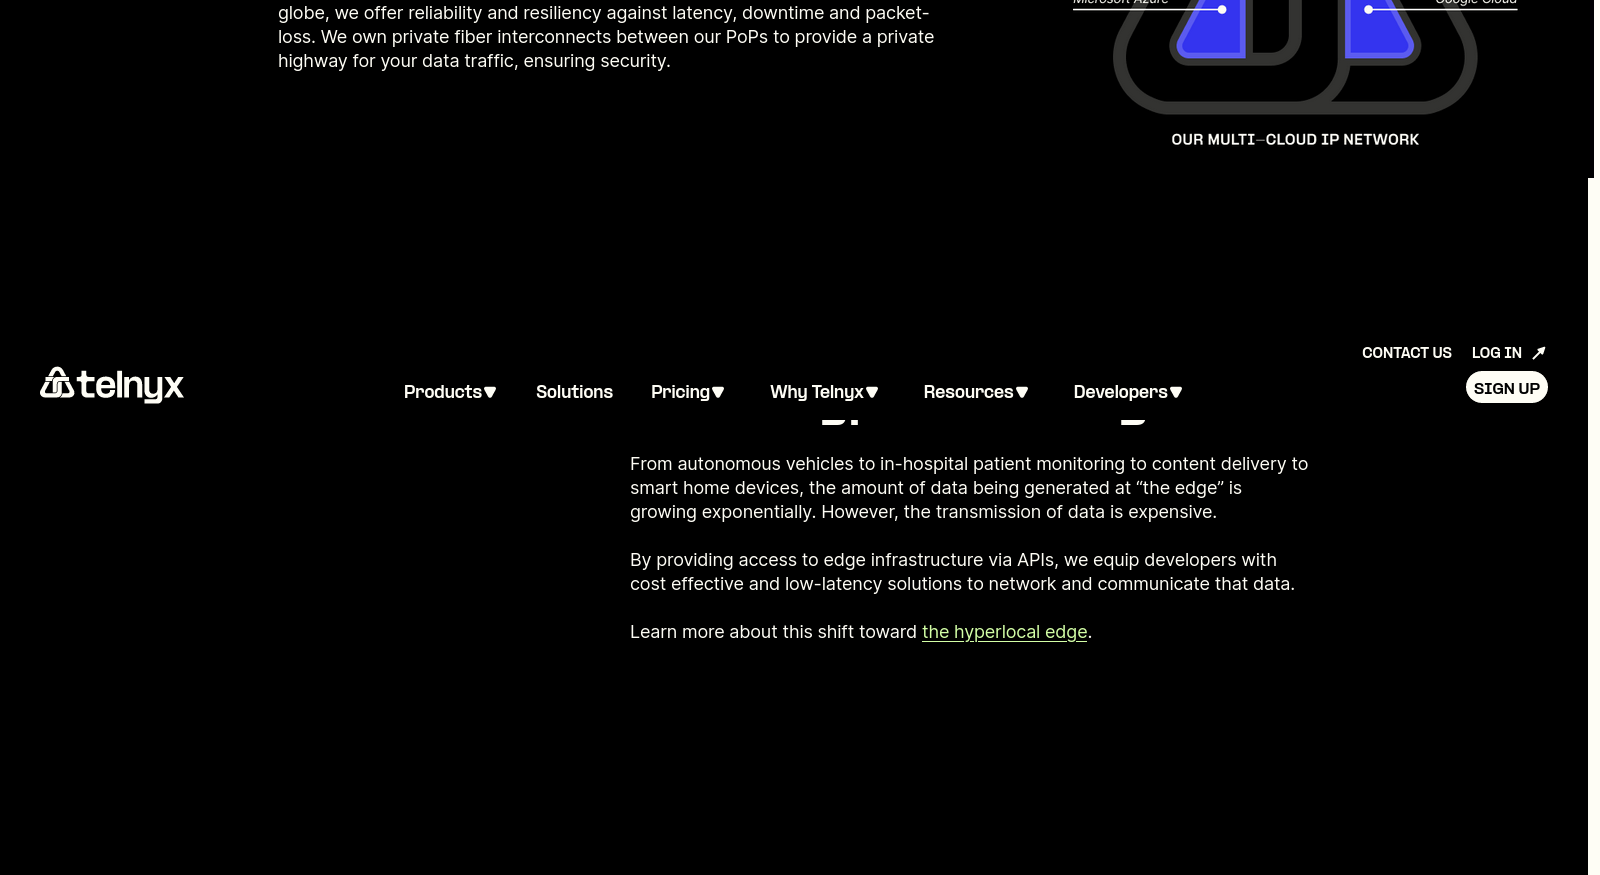 globe, we offer reliability and resiliency against latency, downtime and packet-
loss. We own private fiber interconnects between our PoPs to provide a private
highway for your data traffic, ensuring security.
Microsoft Azure
Google Cloud
OUR MULTI–CLOUD IP NETWORK
CONTACT US LOG IN
telnyx
Products Solutions Pricing Why Telnyx Resources Developers
SIGN UP
From autonomous vehicles to in-hospital patient monitoring to content delivery to
smart home devices, the amount of data being generated at “the edge” is
growing exponentially. However, the transmission of data is expensive.
By providing access to edge infrastructure via APIs, we equip developers with
cost effective and low-latency solutions to network and communicate that data.
Learn more about this shift toward the hyperlocal edge.